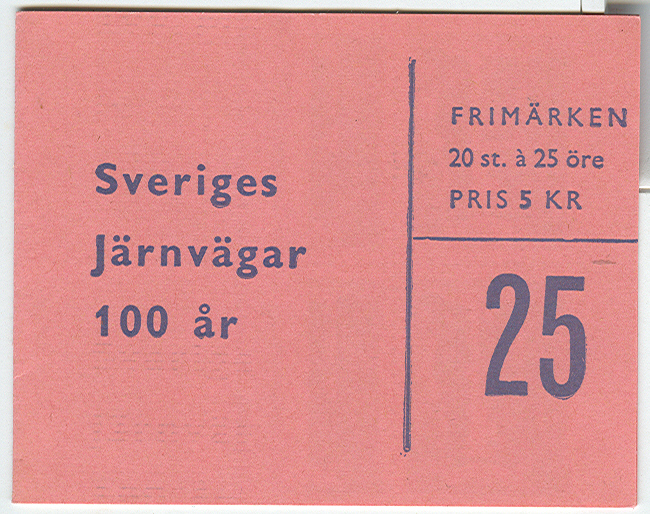 Sveriges
Järnvägar
100 år
FRIMÄRKEN
20 st. à 25 öre
PRIS 5 KR
25